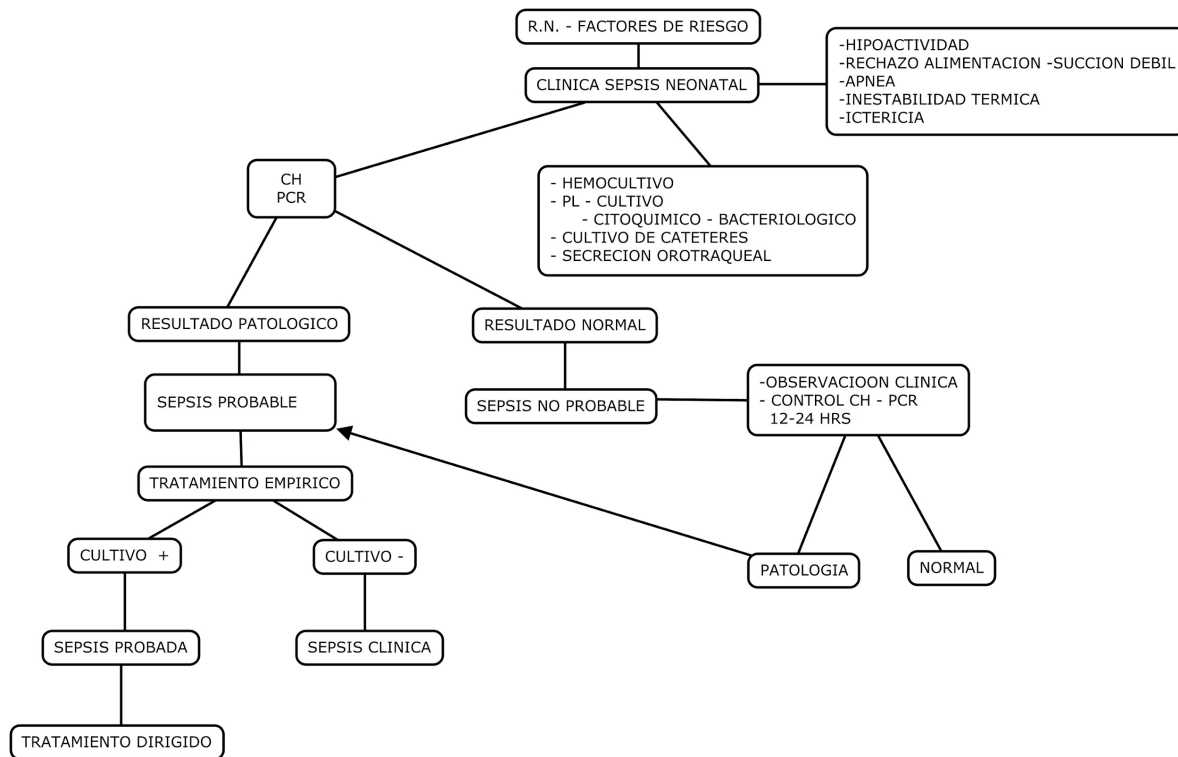 R.N. - FACTORES DE RIESGO
CLINICA SEPSIS NEONATAL
-HIPOACTIVIDAD
-RECHAZO ALIMENTACION -SUCCION DEBIL
-APNEA
-INESTABILIDAD TERMICA
-ICTERICIA
CH
PCR
- HEMOCULTIVO
- PL - CULTIVO
- CITOQUIMICO - BACTERIOLOGICO
- CULTIVO DE CATETERES
- SECRECION OROTRAQUEAL
RESULTADO PATOLOGICO
RESULTADO NORMAL
SEPSIS PROBABLE
SEPSIS NO PROBABLE
-OBSERVACIOON CLINICA
- CONTROL CH - PCR
12-24 HRS
TRATAMIENTO EMPIRICO
CULTIVO +
CULTIVO -
PATOLOGIA
NORMAL
SEPSIS PROBADA
SEPSIS CLINICA
TRATAMIENTO DIRIGIDO